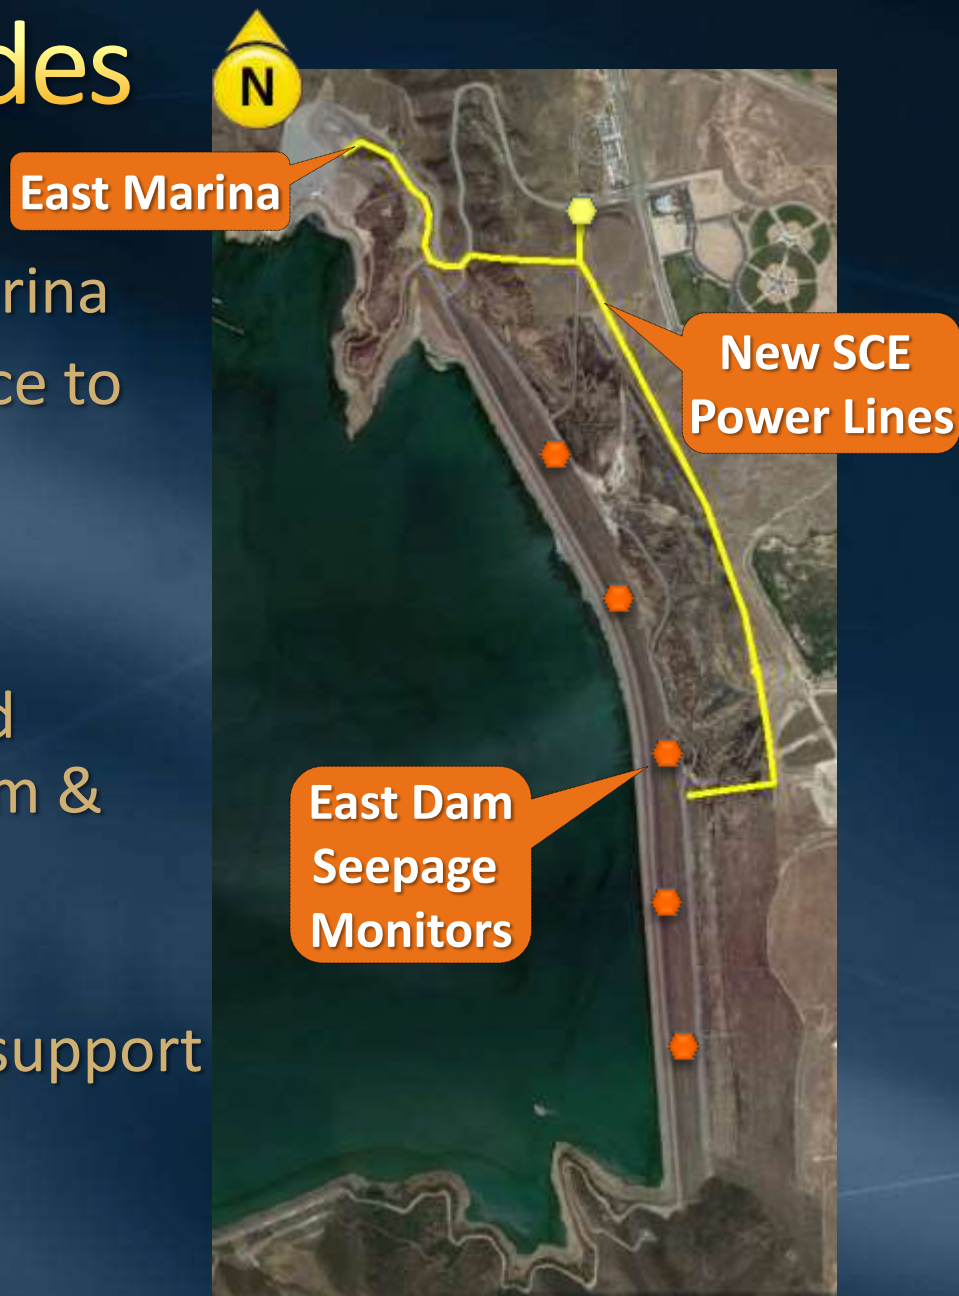 des
N
East Marina
rina
ce to
New SCE
Power Lines
d
m &
East Dam
Seepage
Monitors
support